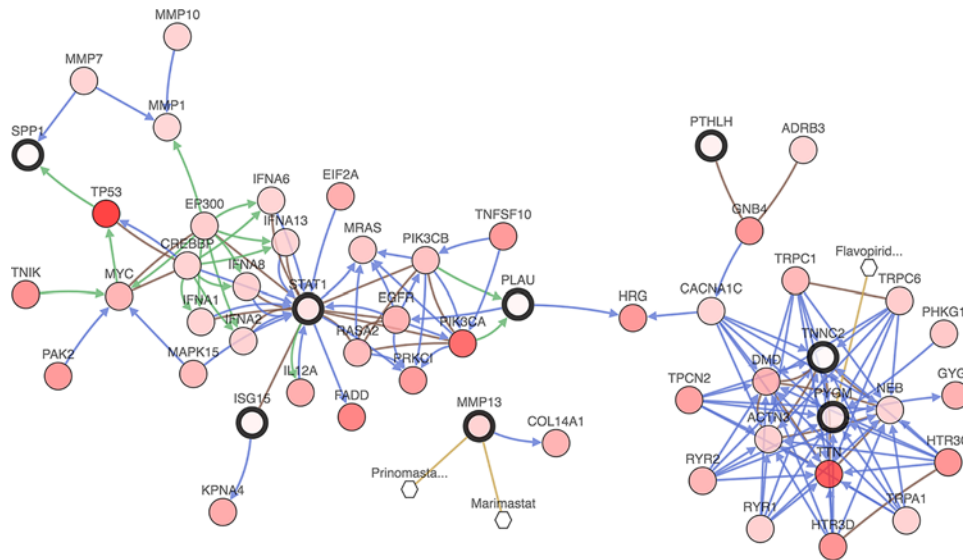 MMP10
MMP7
MMP1
SPP1
PTHLH
ADRB3
IFNA6
EIF2A
TP53
EP300
IFNA13
TNFSF10
GNB4
MRAS
PIK3CB
CREBBP
Flavopirid...
IFNA8
TRPC1
TNIK
MYC
STAT1
PLAU
HRG
CACNA1C
TRPC6
IFNA1
EGFR
IFNA2
PIK3CA
PHKG1
RASA2
TNNC2
PAK2
MAPK15
PRKCI
DMD
IL12A
TPCN2
PYGM
NEB
GYG
ISG15
FADD
MMP13
ACTN3
COL14A1
HTR3C
TTN
Prinomasta...
RYR2
KPNA4
Marimastat
RYR1
TRPA1
HTR3D